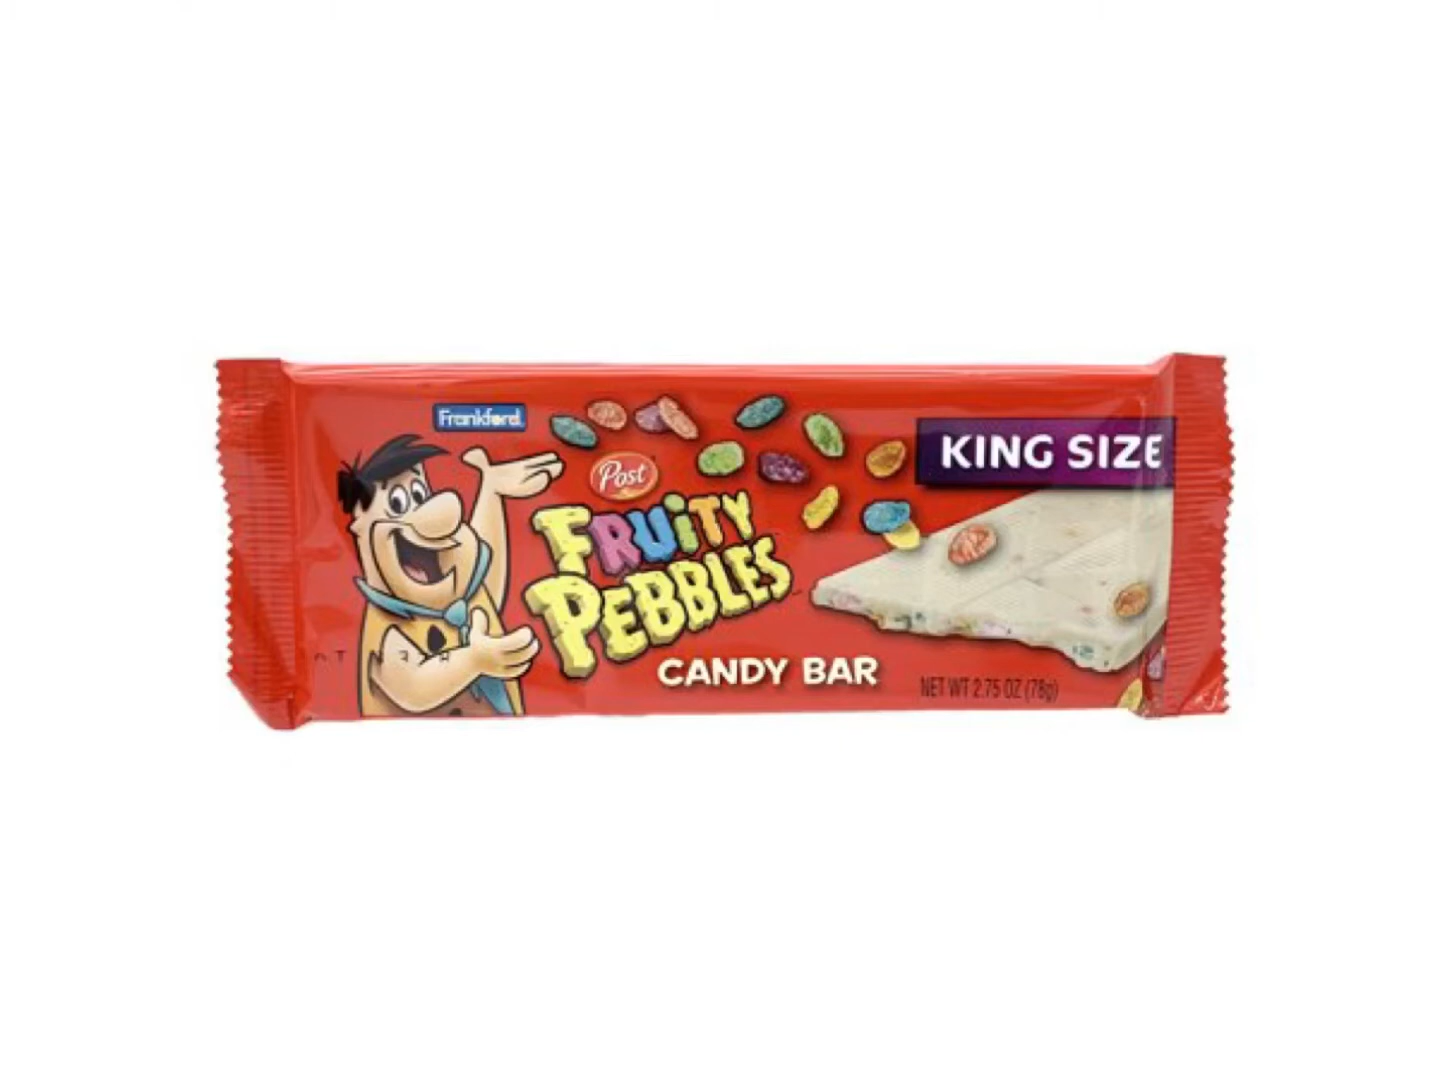 Frankford
KING SIZE
Post
FRUiTY
PEBBLES
CANDY BAR
NET WT 2.75 OZ (78g)